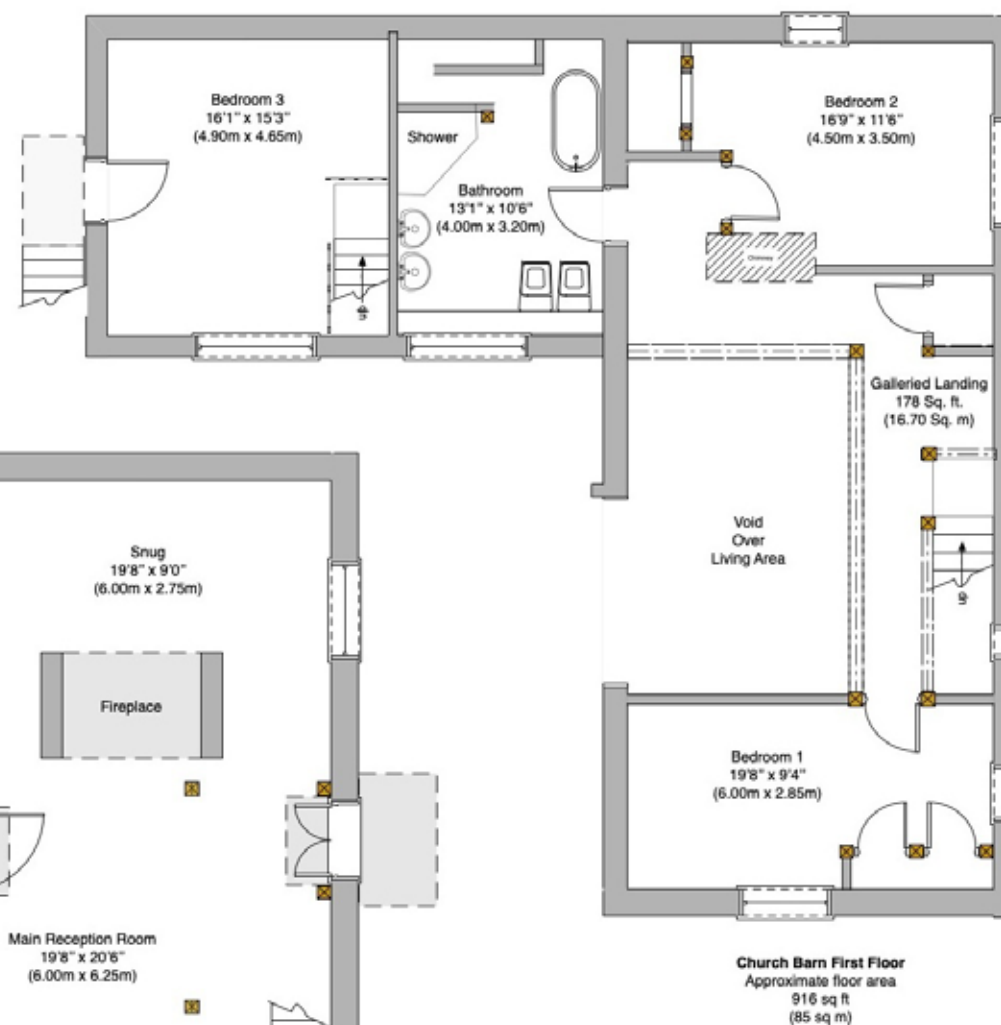 Bedroom 3
16'1" x 15'3"
(4.90m x 4.65m)
Shower
Bathroom
13'1" x 10'6"
(4.00m x 3.20m)
Bedroom 2
16'9" x 11'6"
(4.50m x 3.50m)
Chimney
up
Galleried Landing
178 Sq. ft.
(16.70 Sq. m)
Void
Over
Living Area
up
Snug
19'8" x 9'0"
(6.00m x 2.75m)
Fireplace
Bedroom 1
19'8" x 9'4"
(6.00m x 2.85m)
Main Reception Room
19'8" x 20'6"
(6.00m x 6.25m)
Church Barn First Floor
Approximate floor area
916 sq ft
(85 sq m)